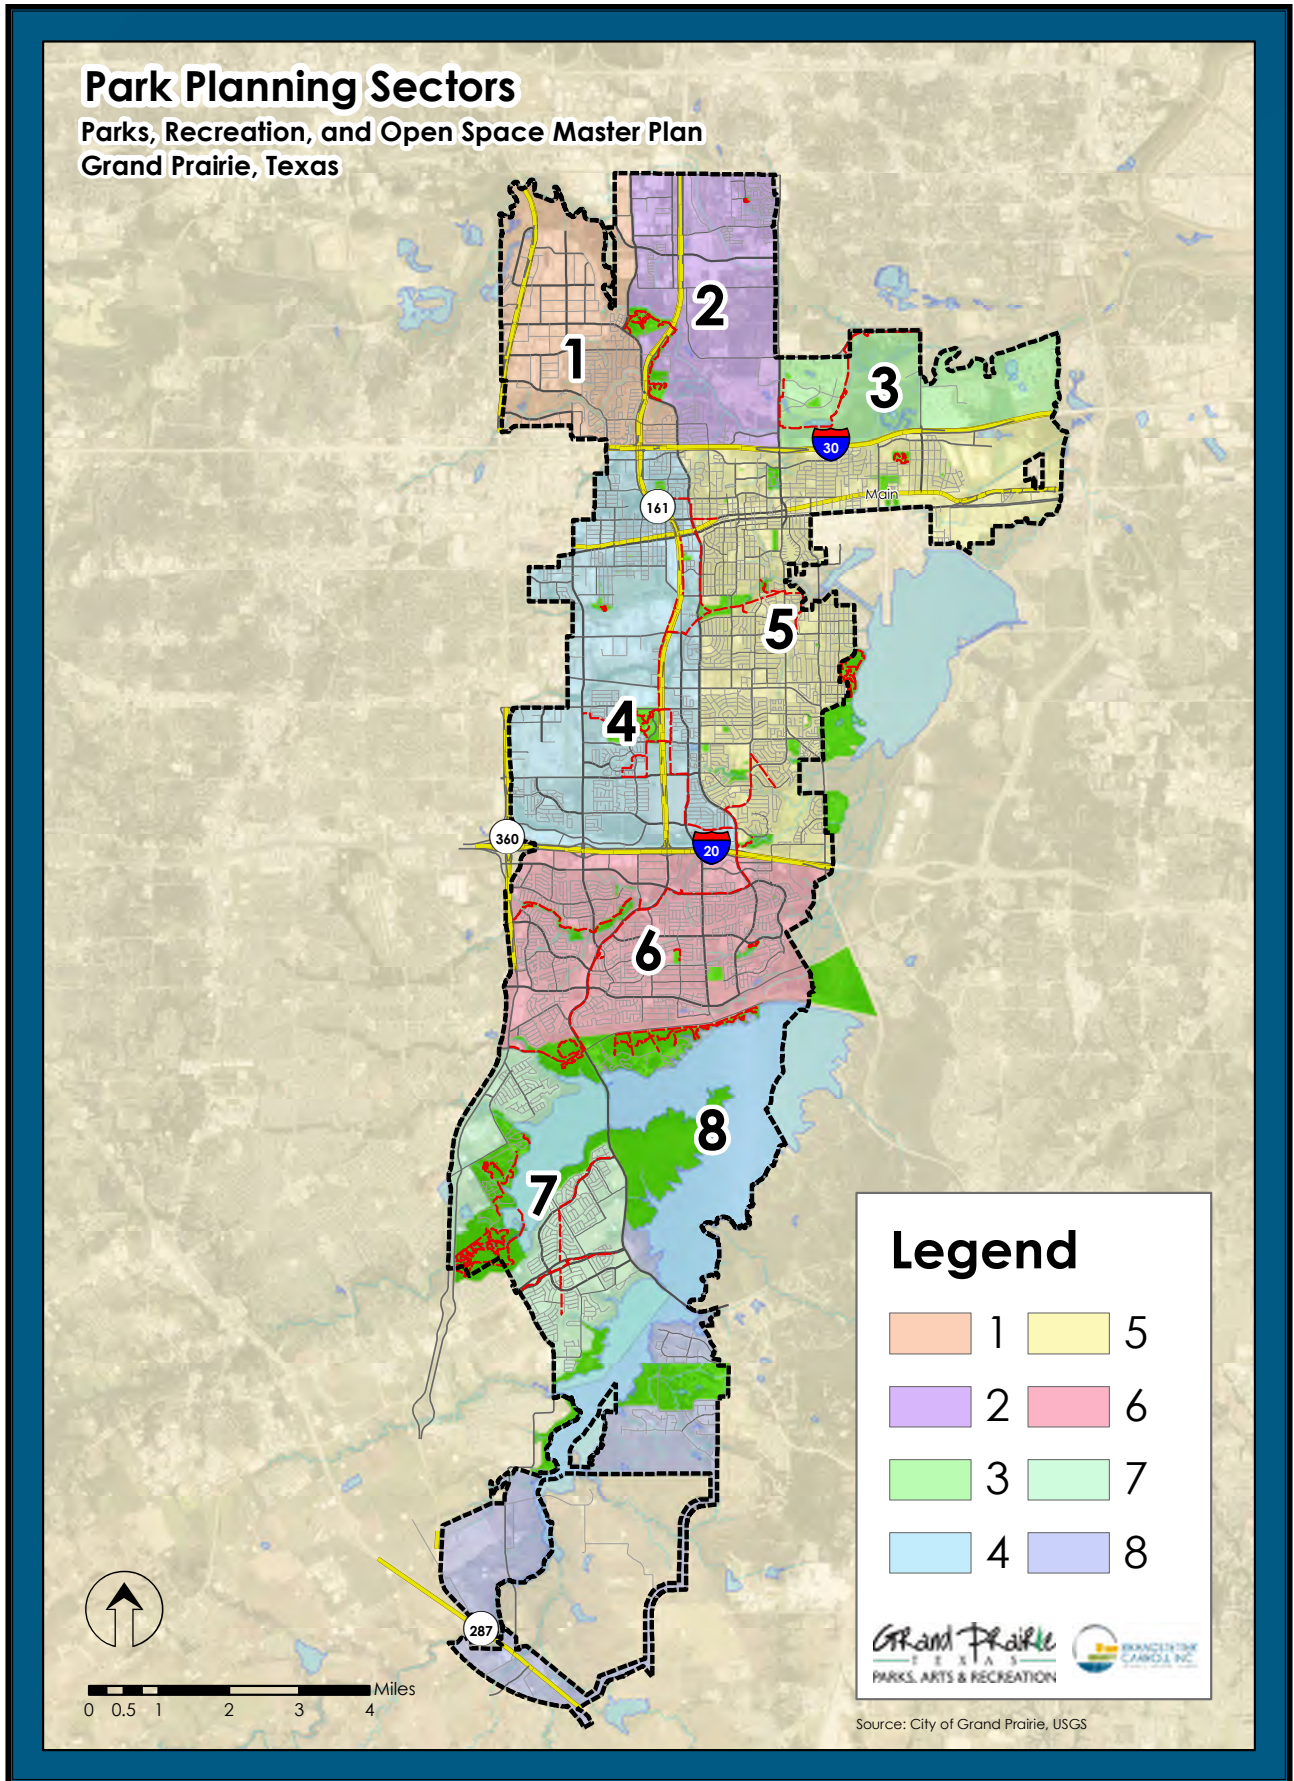 Park Planning Sectors
Parks, Recreation, and Open Space Master Plan
Grand Prairie, Texas
2
1
3
30
Main
161
5
4
360
20
6
8
7
287
Legend
1 5
2 6
3 7
4 8
Grand Prairie
TEXAS
PARKS, ARTS & RECREATION
Miles
0 0.5 1 2 3 4
Source: City of Grand Prairie, USGS